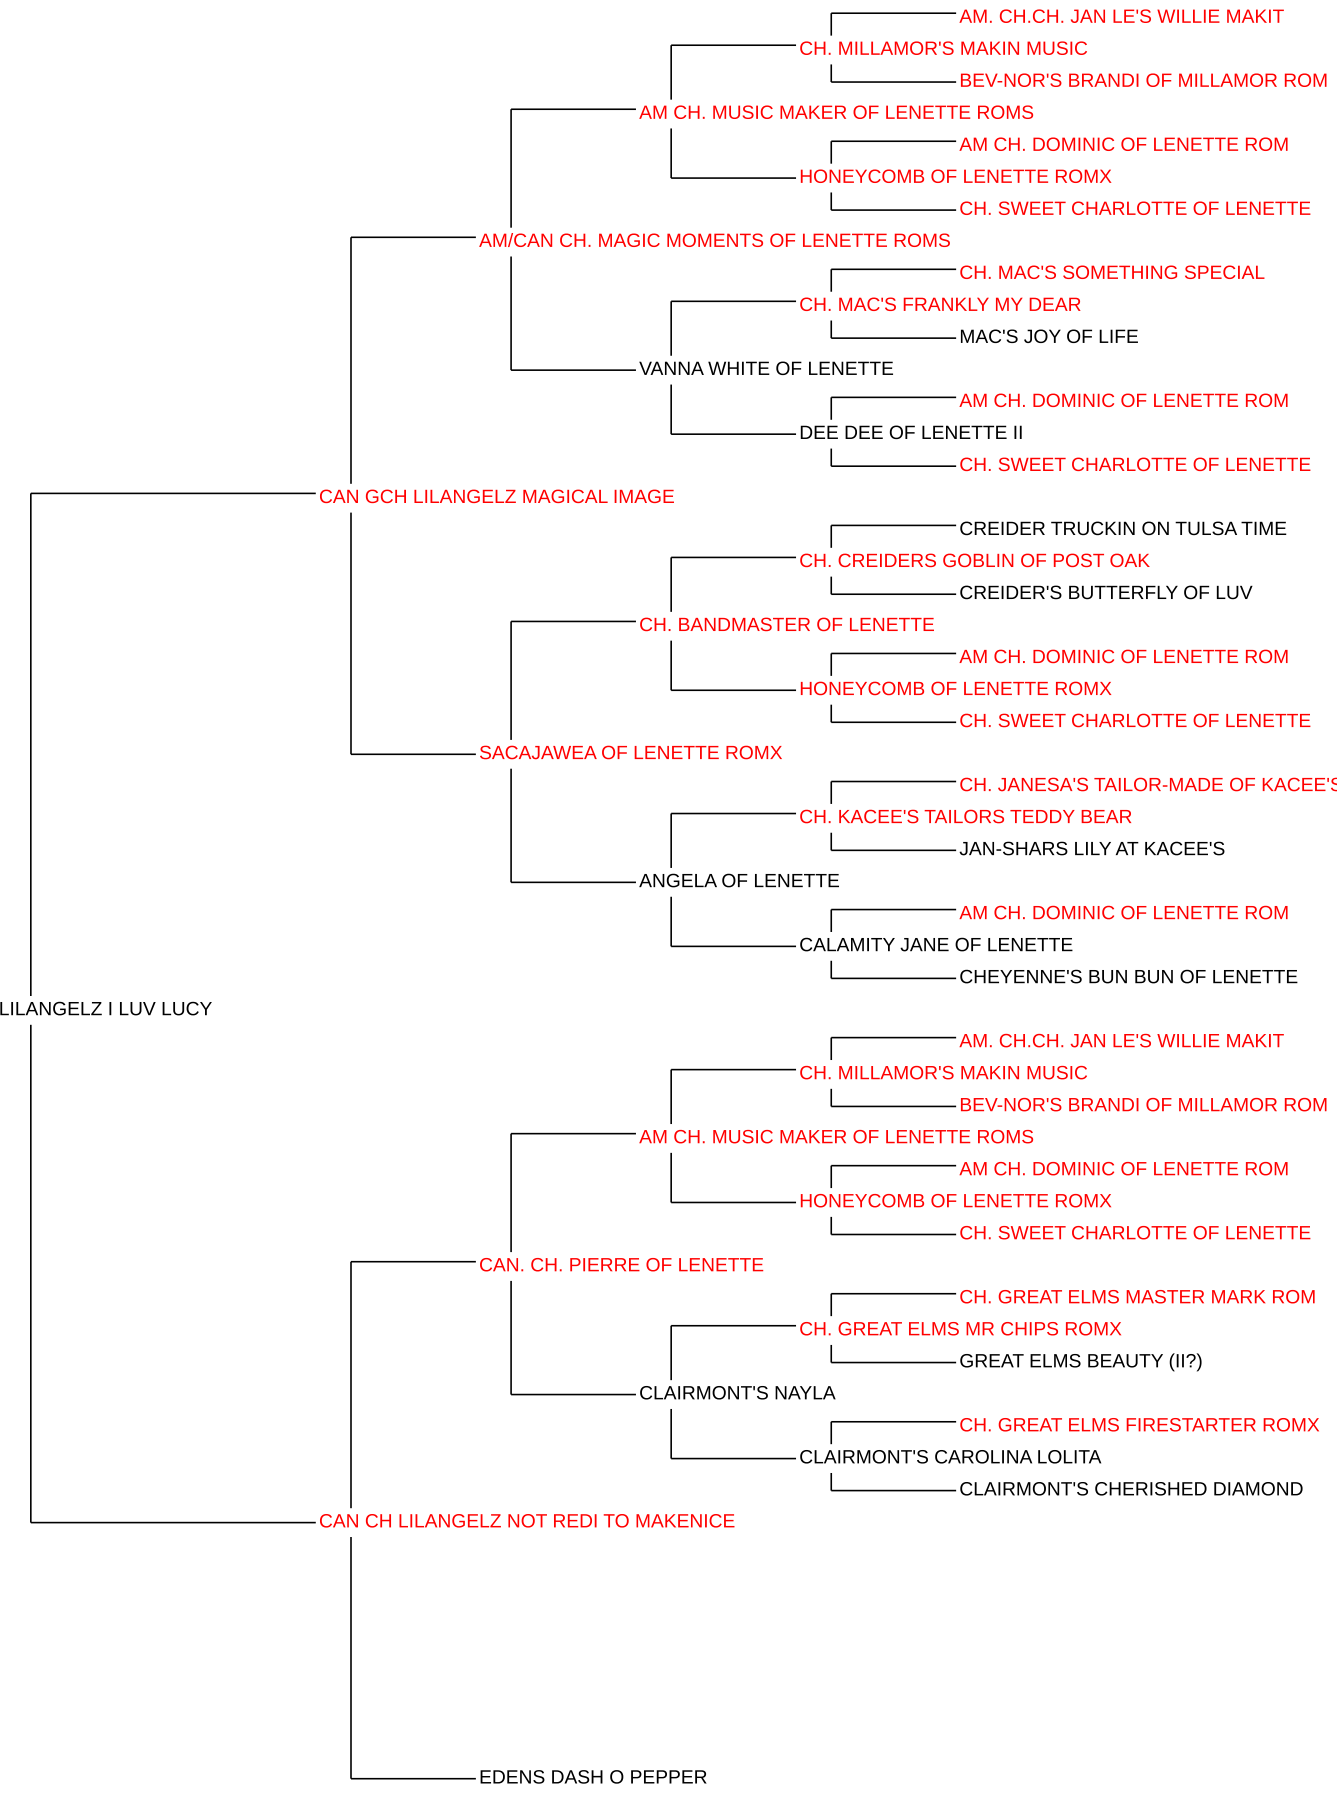 AM. CH.CH. JAN LE'S WILLIE MAKIT
CH. MILLAMOR'S MAKIN MUSIC
BEV-NOR'S BRANDI OF MILLAMOR ROM
AM CH. MUSIC MAKER OF LENETTE ROMS
AM CH. DOMINIC OF LENETTE ROM
HONEYCOMB OF LENETTE ROMX
CH. SWEET CHARLOTTE OF LENETTE
AM/CAN CH. MAGIC MOMENTS OF LENETTE ROMS
CH. MAC'S SOMETHING SPECIAL
CH. MAC'S FRANKLY MY DEAR
MAC'S JOY OF LIFE
VANNA WHITE OF LENETTE
AM CH. DOMINIC OF LENETTE ROM
DEE DEE OF LENETTE II
CH. SWEET CHARLOTTE OF LENETTE
CAN GCH LILANGELZ MAGICAL IMAGE
CREIDER TRUCKIN ON TULSA TIME
CH. CREIDERS GOBLIN OF POST OAK
CREIDER'S BUTTERFLY OF LUV
CH. BANDMASTER OF LENETTE
AM CH. DOMINIC OF LENETTE ROM
HONEYCOMB OF LENETTE ROMX
CH. SWEET CHARLOTTE OF LENETTE
SACAJAWEA OF LENETTE ROMX
CH. JANESA'S TAILOR-MADE OF KACEE'S
CH. KACEE'S TAILORS TEDDY BEAR
JAN-SHARS LILY AT KACEE'S
ANGELA OF LENETTE
AM CH. DOMINIC OF LENETTE ROM
CALAMITY JANE OF LENETTE
CHEYENNE'S BUN BUN OF LENETTE
LILANGELZ I LUV LUCY
AM. CH.CH. JAN LE'S WILLIE MAKIT
CH. MILLAMOR'S MAKIN MUSIC
BEV-NOR'S BRANDI OF MILLAMOR ROM
AM CH. MUSIC MAKER OF LENETTE ROMS
AM CH. DOMINIC OF LENETTE ROM
HONEYCOMB OF LENETTE ROMX
CH. SWEET CHARLOTTE OF LENETTE
CAN. CH. PIERRE OF LENETTE
CH. GREAT ELMS MASTER MARK ROM
CH. GREAT ELMS MR CHIPS ROMX
GREAT ELMS BEAUTY (II?)
CLAIRMONT'S NAYLA
CH. GREAT ELMS FIRESTARTER ROMX
CLAIRMONT'S CAROLINA LOLITA
CLAIRMONT'S CHERISHED DIAMOND
CAN CH LILANGELZ NOT REDI TO MAKENICE
EDENS DASH O PEPPER